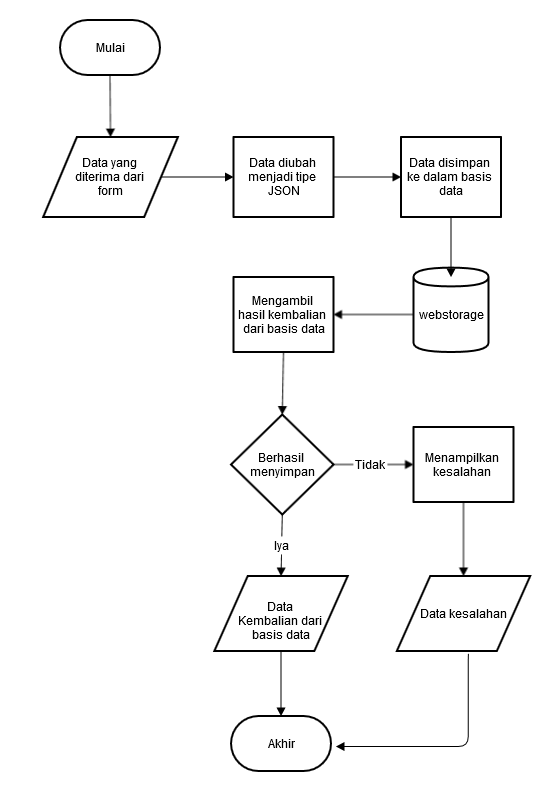 Mulai
Data yang
diterima dari
form
Data diubah
menjadi tipe
JSON
Data disimpan
ke dalam basis
data
webstorage
Mengambil
hasil kembalian
dari basis data
Berhasil
menyimpan
Tidak
Menampilkan
kesalahan
Iya
Data
Kembalian dari
basis data
Data kesalahan
Akhir